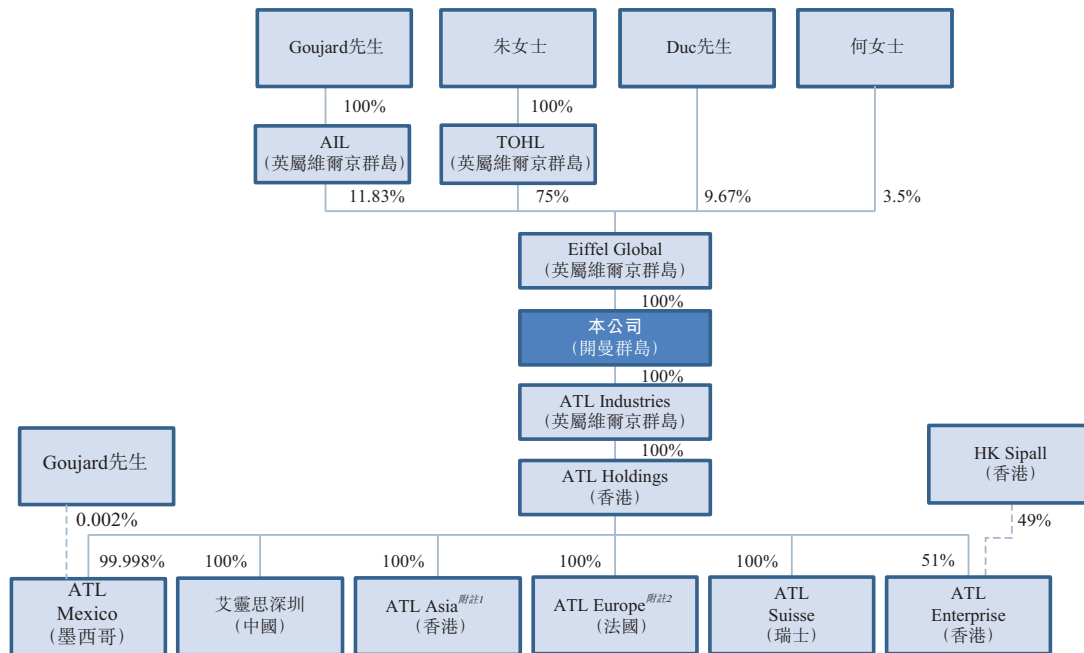 Goujard先生
朱女士
Duc先生
何女士
100%
100%
AIL
(英屬維爾京群島)
TOHL
(英屬維爾京群島)
11.83%
75%
9.67%
3.5%
Eiffel Global
(英屬維爾京群島)
100%
本公司
(開曼群島)
100%
ATL Industries
(英屬維爾京群島)
100%
Goujard先生
ATL Holdings
(香港)
HK Sipall
(香港)
0.002%
49%
99.998%
100%
100%
100%
100%
51%
ATL
Mexico
(墨西哥)
艾靈思深圳
(中國)
ATL Asia附註1
(香港)
ATL Europe附註2
(法國)
ATL
Suisse
(瑞士)
ATL
Enterprise
(香港)